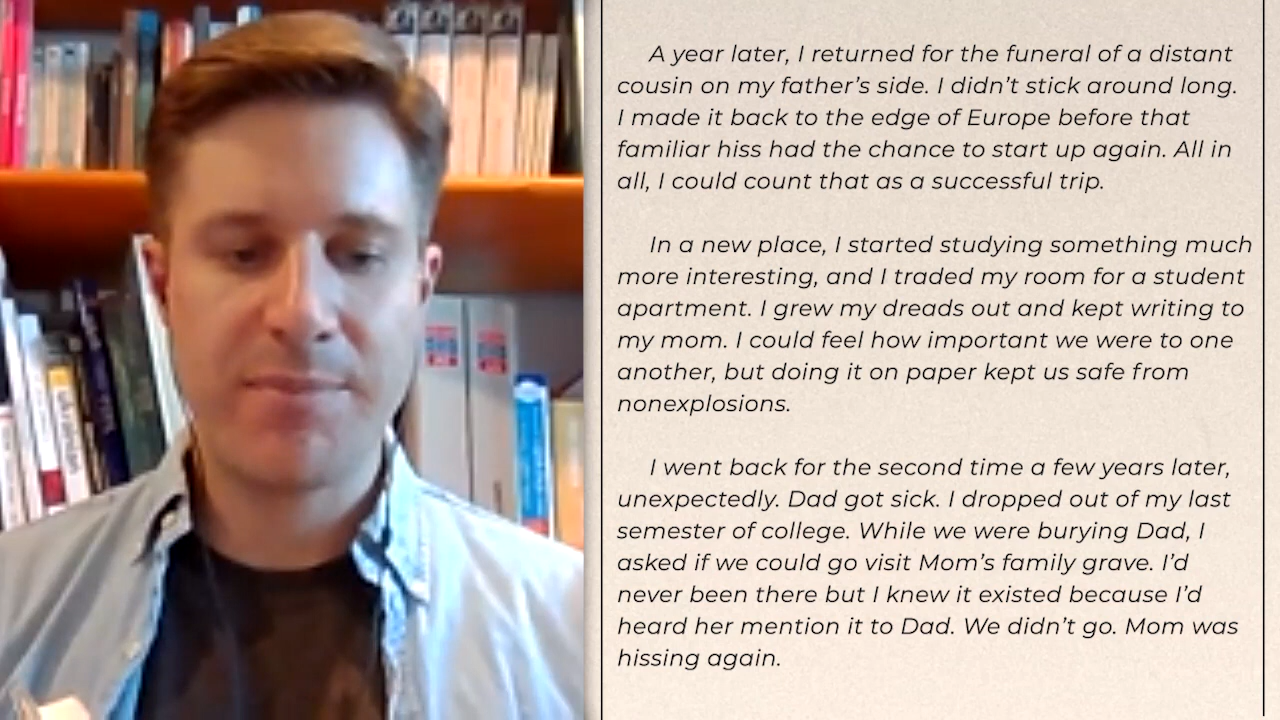 A year later, I returned for the funeral of a distant
cousin on my father’s side. I didn’t stick around long.
I made it back to the edge of Europe before that
familiar hiss had the chance to start up again. All in
all, I could count that as a successful trip.
In a new place, I started studying something much
more interesting, and I traded my room for a student
apartment. I grew my dreads out and kept writing to
my mom. I could feel how important we were to one
another, but doing it on paper kept us safe from
nonexplosions.
I went back for the second time a few years later,
unexpectedly. Dad got sick. I dropped out of my last
semester of college. While we were burying Dad, I
asked if we could go visit Mom’s family grave. I’d
never been there but I knew it existed because I’d
heard her mention it to Dad. We didn’t go. Mom was
hissing again.